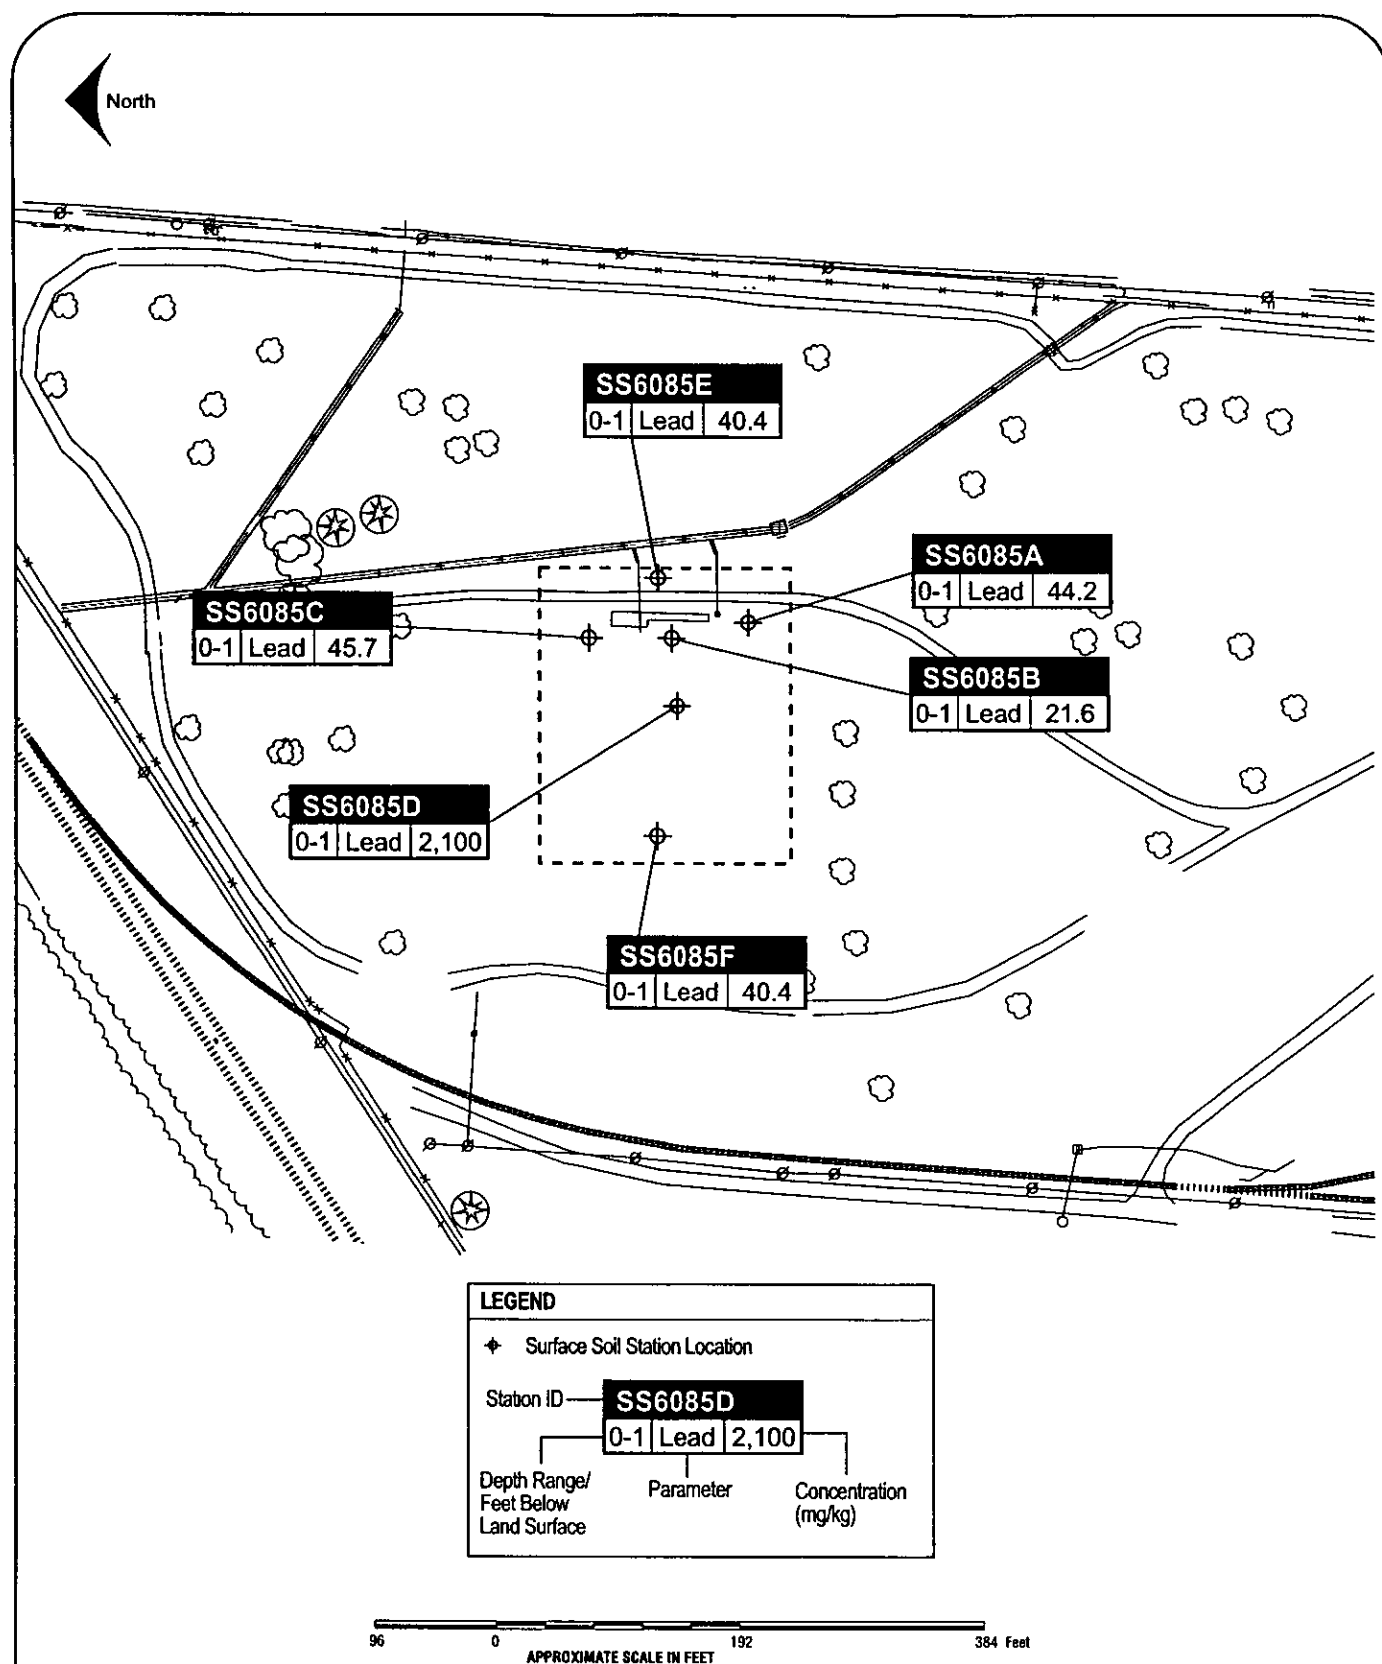 North
SS6085E
0-1 Lead 40.4
SS6085A
0-1 Lead 44.2
SS6085C
0-1 Lead 45.7
SS6085B
0-1 Lead 21.6
SS6085D
0-1 Lead 2,100
SS6085F
0-1 Lead 40.4
LEGEND
Surface Soil Station Location
Station ID
SS6085D
0-1 Lead 2,100
Depth Range/
Feet Below
Land Surface
Parameter
Concentration
(mg/kg)
96 0 192 384 Feet
APPROXIMATE SCALE IN FEET